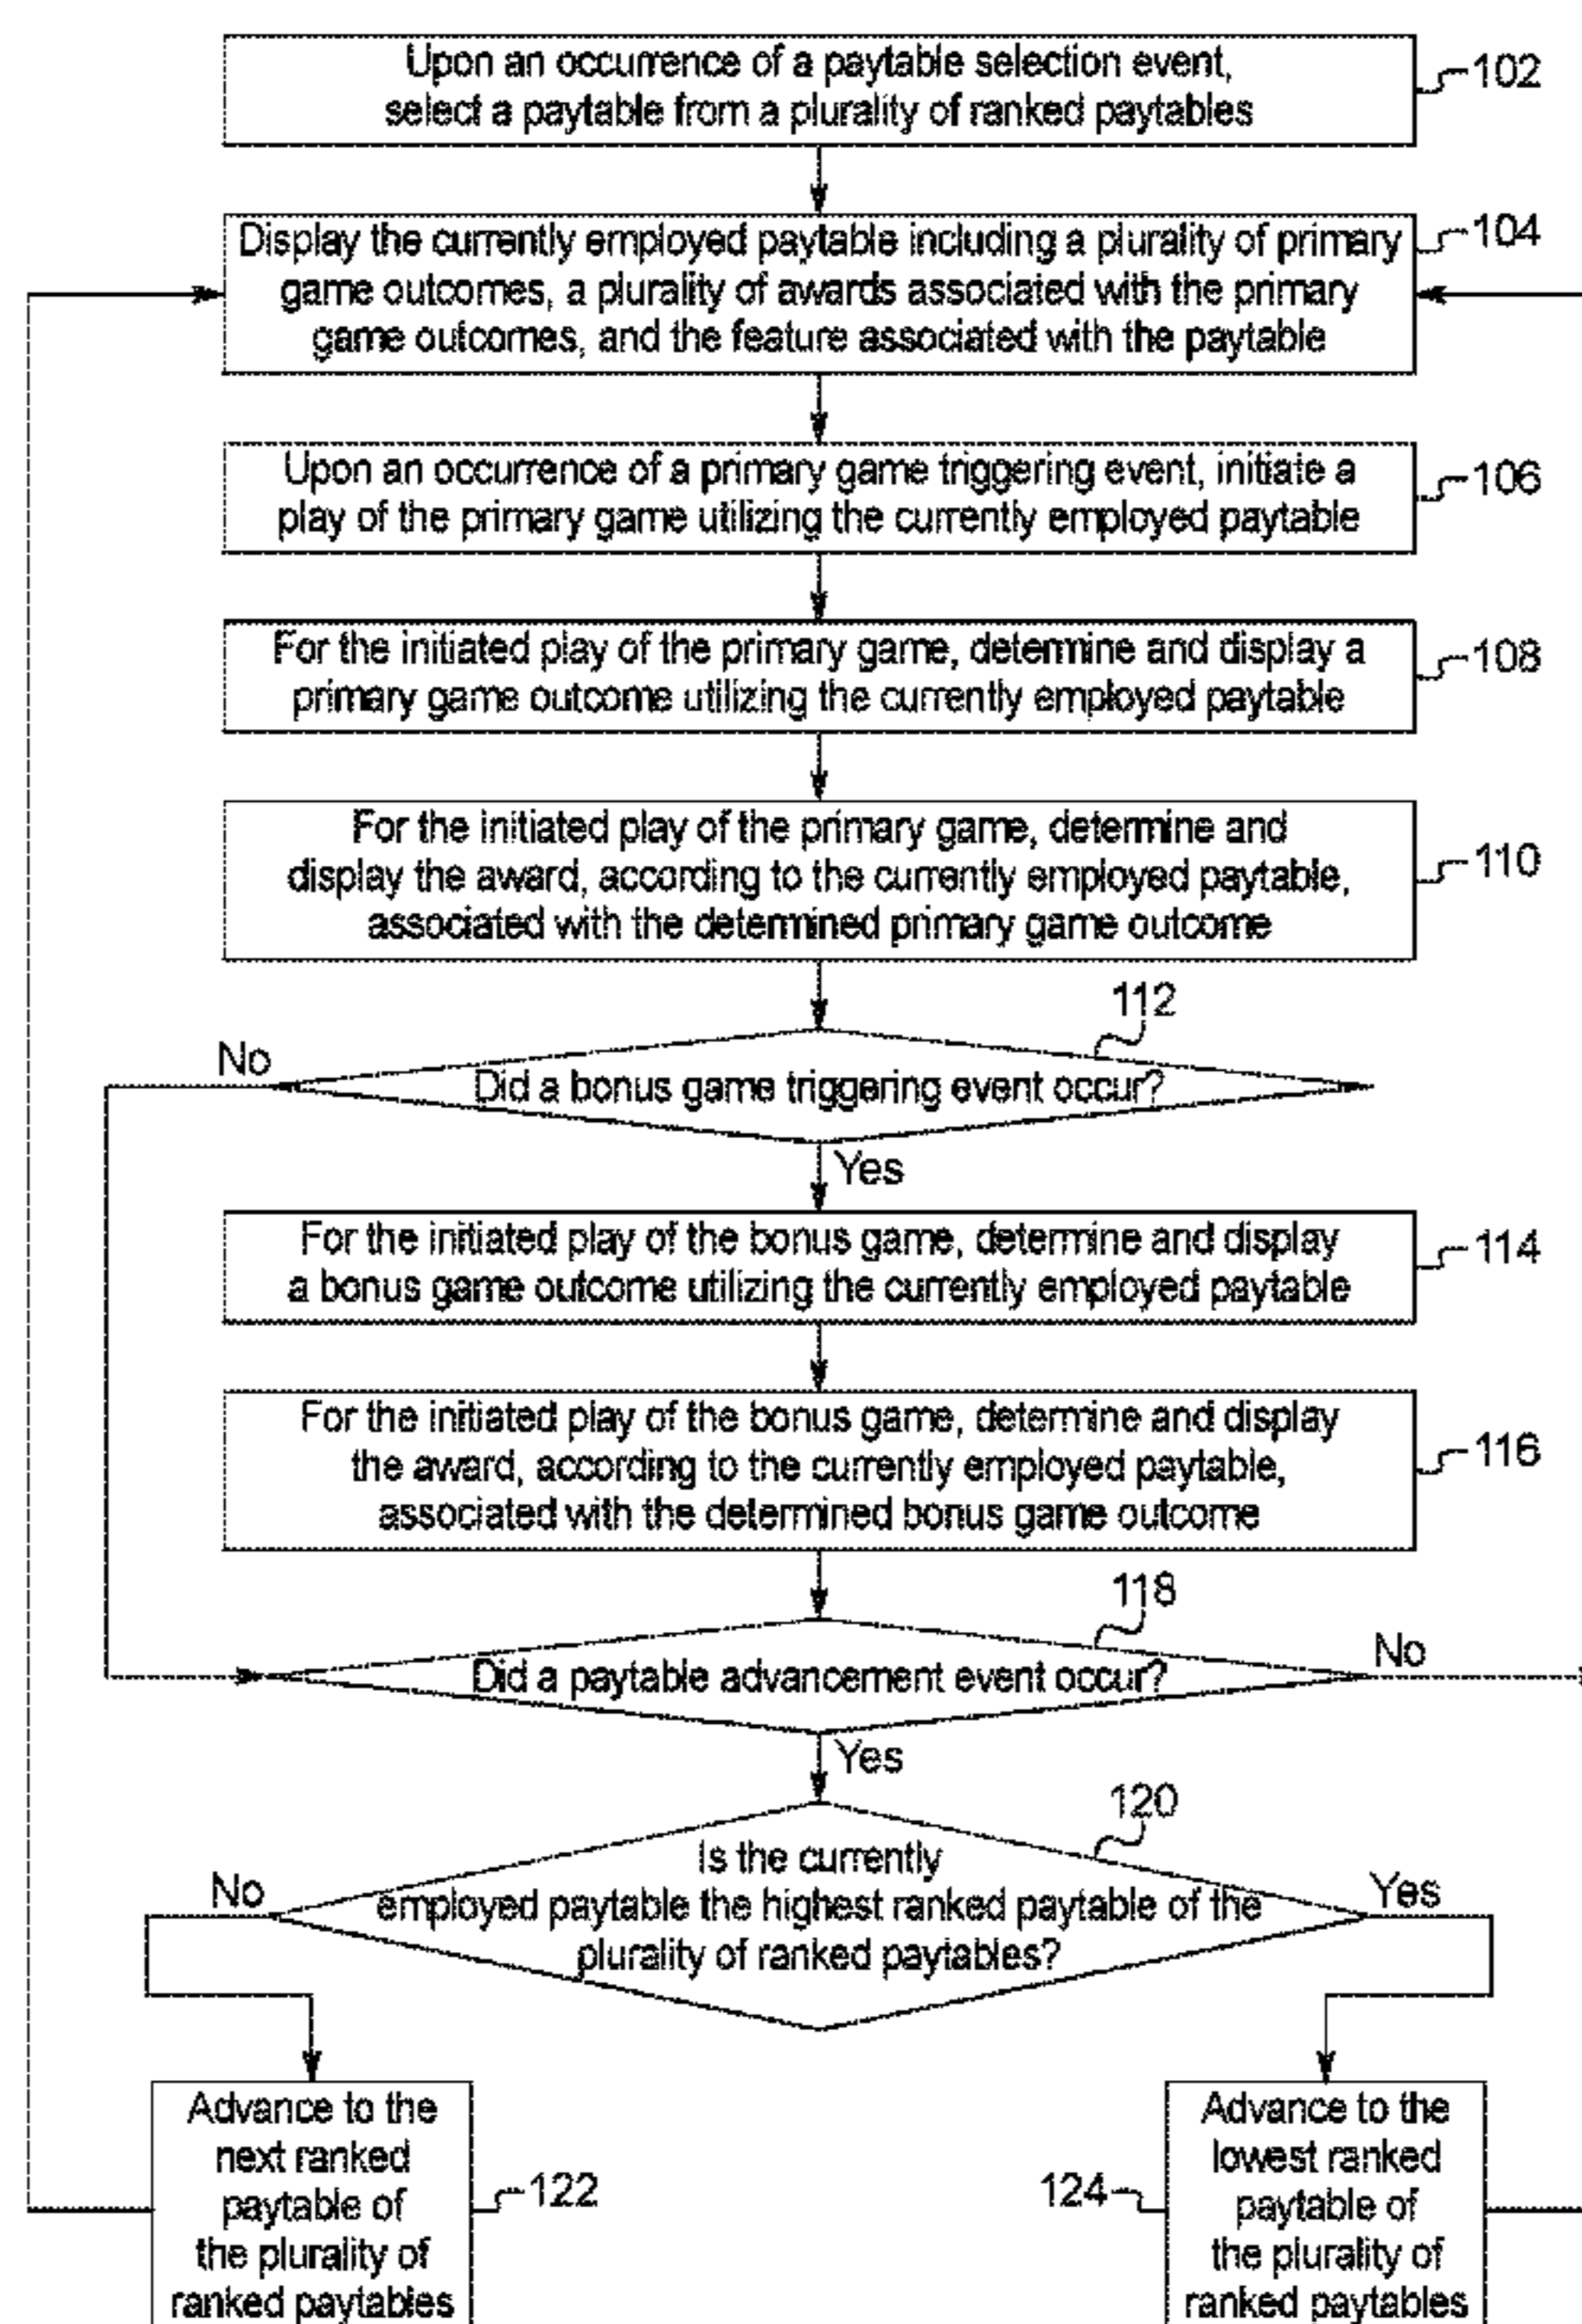 Upon an occurrence of a paytable selection event,
select a paytable from a plurality of ranked paytables
102
Display the currently employed paytable including a plurality of primary
game outcomes, a plurality of awards associated with the primary
game outcomes, and the feature associated with the paytable
104
Upon an occurrence of a primary game triggering event, initiate a
play of the primary game utilizing the currently employed paytable
106
For the initiated play of the primary game, determine and display a
primary game outcome utilizing the currently employed paytable
108
For the initiated play of the primary game, determine and
display the award, according to the currently employed paytable,
associated with the determined primary game outcome
110
112
No
Did a bonus game triggering event occur?
Yes
For the initiated play of the bonus game, determine and display
a bonus game outcome utilizing the currently employed paytable
114
For the initiated play of the bonus game, determine and display
the award, according to the currently employed paytable,
associated with the determined bonus game outcome
116
118
Did a paytable advancement event occur?
No
Yes
120
Is the currently
employed paytable the highest ranked paytable of the
plurality of ranked paytables?
No
Yes
Advance to the
next ranked
paytable of
the plurality of
ranked paytables
122
124
Advance to the
lowest ranked
paytable of
the plurality of
ranked paytables